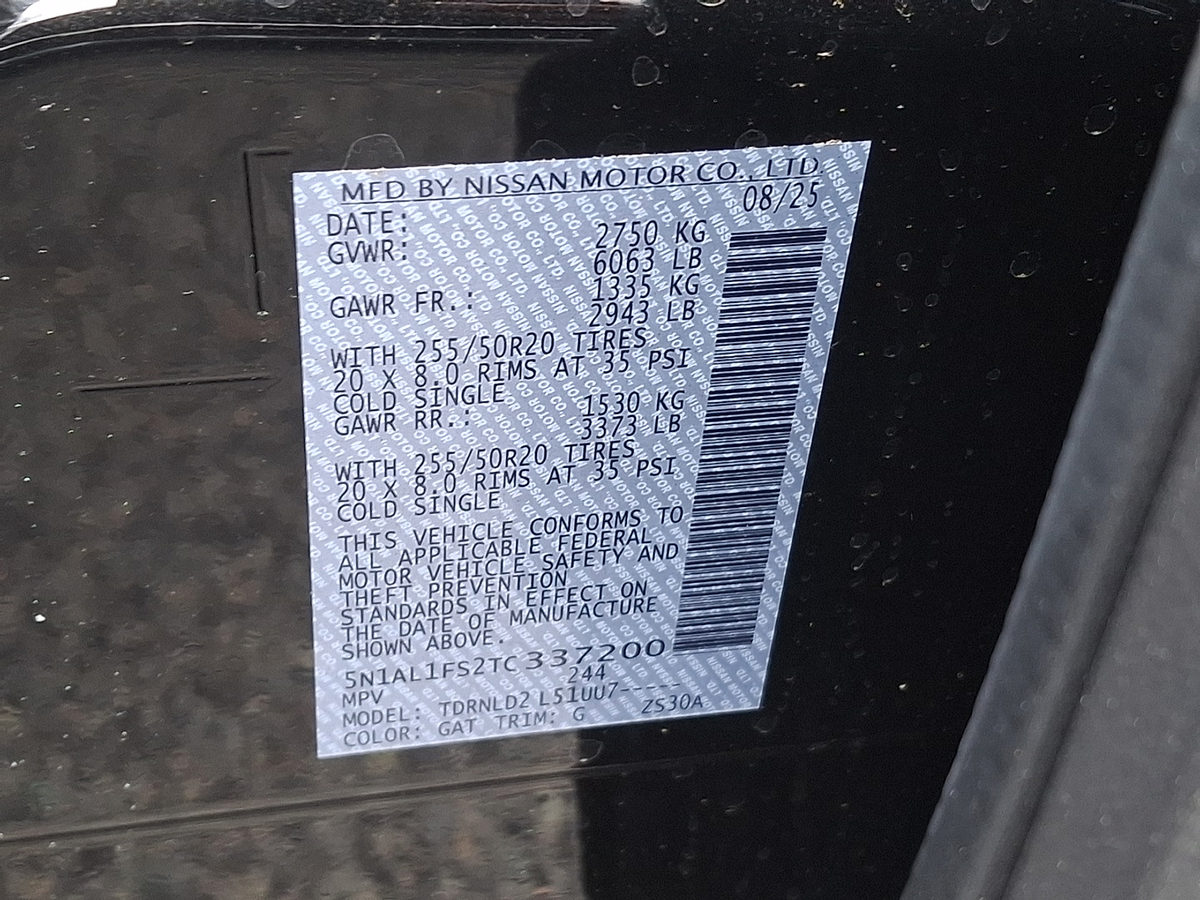 MFD BY NISSAN MOTOR CO., LTD.
DATE: 08/25
GVWR: 2750 KG
6063 LB
GAWR FR.: 1335 KG
2943 LB
WITH 255/50R20 TIRES
20 X 8.0 RIMS AT 35 PSI
COLD SINGLE
GAWR RR.: 1530 KG
3373 LB
WITH 255/50R20 TIRES
20 X 8.0 RIMS AT 35 PSI
COLD SINGLE
THIS VEHICLE CONFORMS TO
ALL APPLICABLE FEDERAL
MOTOR VEHICLE SAFETY AND
THEFT PREVENTION
STANDARDS IN EFFECT ON
THE DATE OF MANUFACTURE
SHOWN ABOVE.
5N1AL1FS2TC337200
MPV 244
MODEL: TDRNLD2 L51UU7-----
COLOR: GAT TRIM: G ZS30A